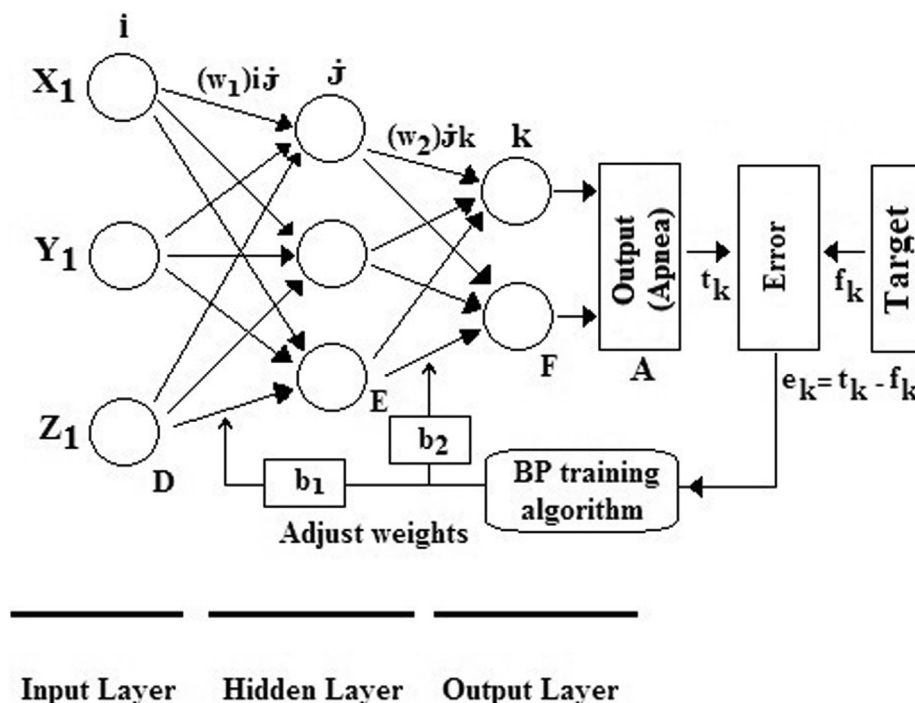 i
X1
(w1)ij
j
(w2)jk
k
Y1
Z1
D
E
F
Output
(Apnea)
A
tk
Error
fk
Target
ek= tk - fk
b1
b2
BP training
algorithm
Adjust weights
Input Layer
Hidden Layer
Output Layer